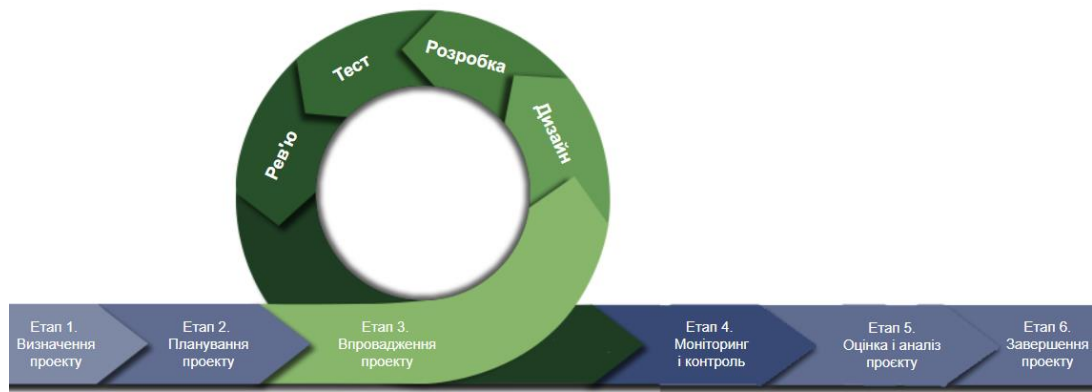 Розробка
Тест
Дизайн
Рев'ю
Етап 1.
Визначення
проекту
Етап 2.
Планування
проекту
Етап 3.
Впровадження
проекту
Етап 4.
Моніторинг
і контроль
Етап 5.
Оцінка і аналіз
проєкту
Етап 6.
Завершення
проекту